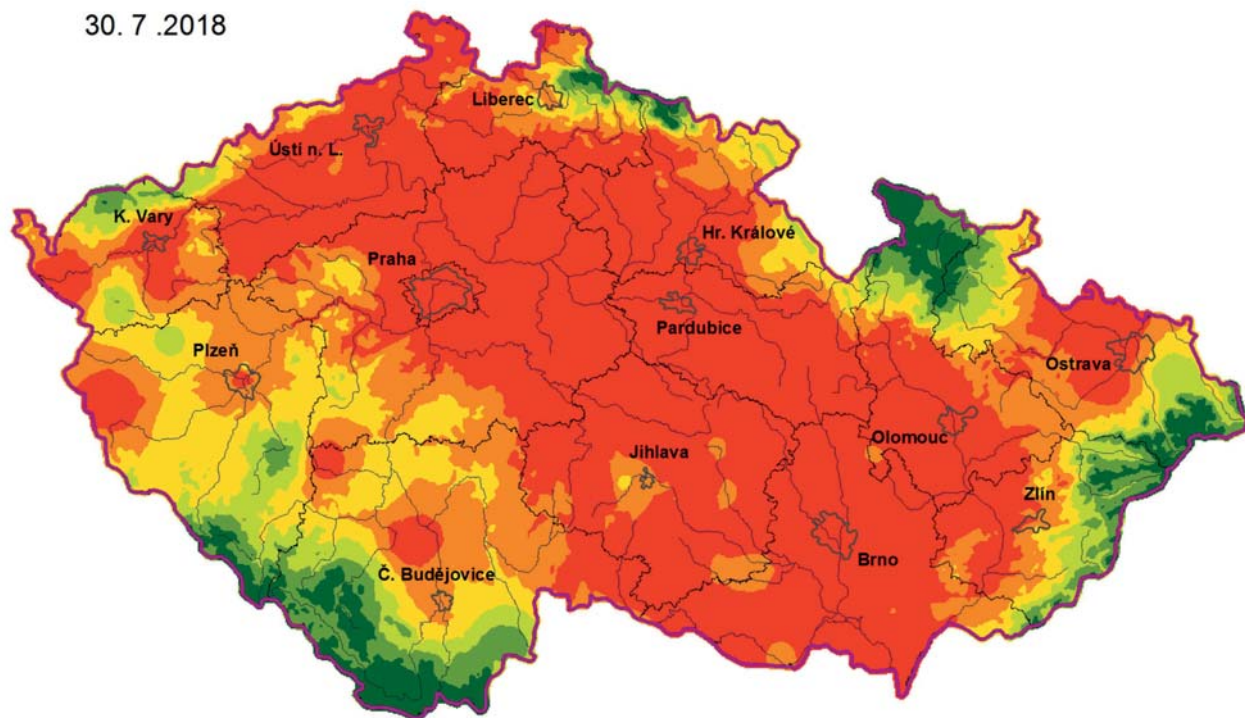 30. 7 .2018
Liberec
Ústí n. L.
K. Vary
Hr. Králové
Praha
Pardubice
Plzeň
Ostrava
Olomouc
Jihlava
Zlín
Brno
Č. Budějovice